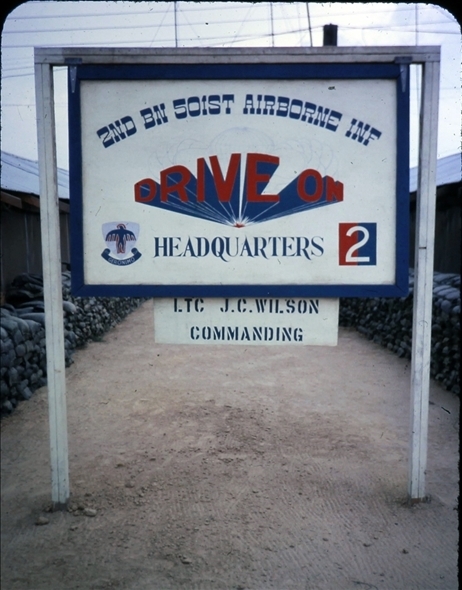 2ND BN 501ST AIRBORNE INF
DRIVE ON
HEADQUARTERS 2
LTC J.C. WILSON
COMMANDING